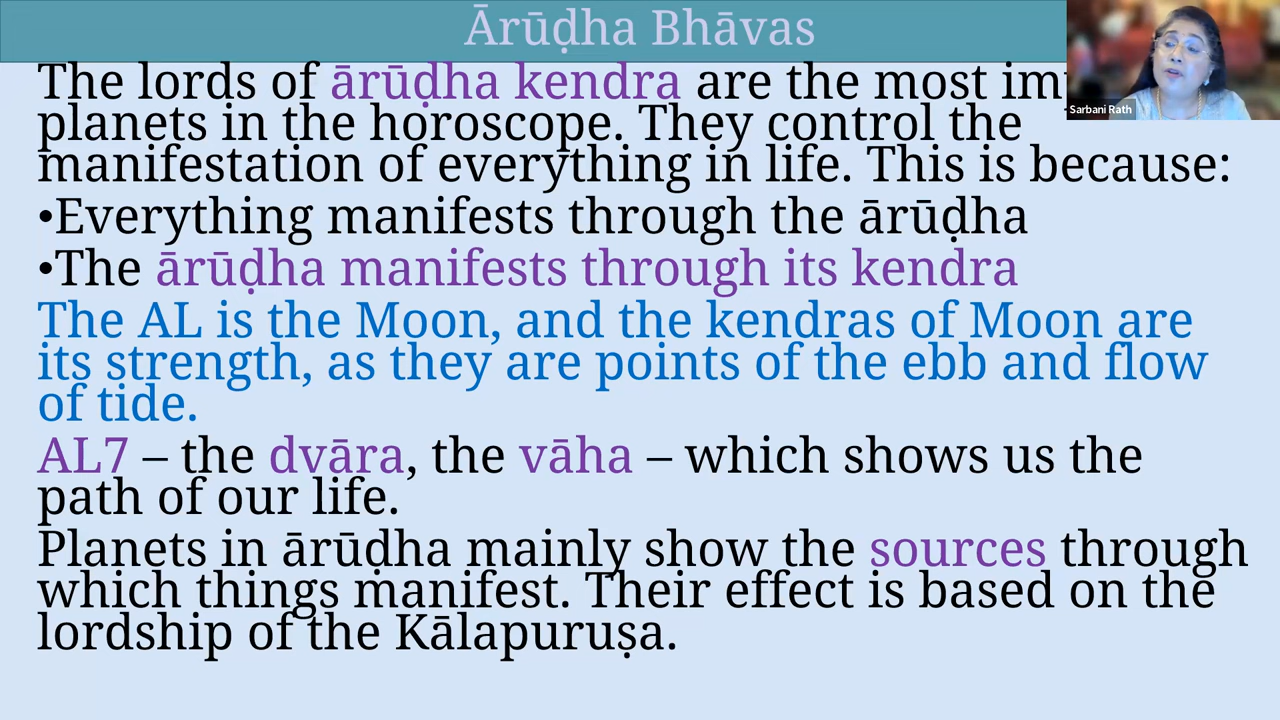 Ārūḍha Bhāvas
The lords of ārūḍha kendra are the most
Sarbani Rath
planets in the horoscope. They control the
manifestation of everything in life. This is because:
•Everything manifests through the ārūḍha
•The ārūḍha manifests through its kendra
The AL is the Moon, and the kendras of Moon are
its strength, as they are points of the ebb and flow
of tide.
AL7 – the dvāra, the vāha – which shows us the
path of our life.
Planets in ārūḍha mainly show the sources through
which things manifest. Their effect is based on the
lordship of the Kālapuruṣa.